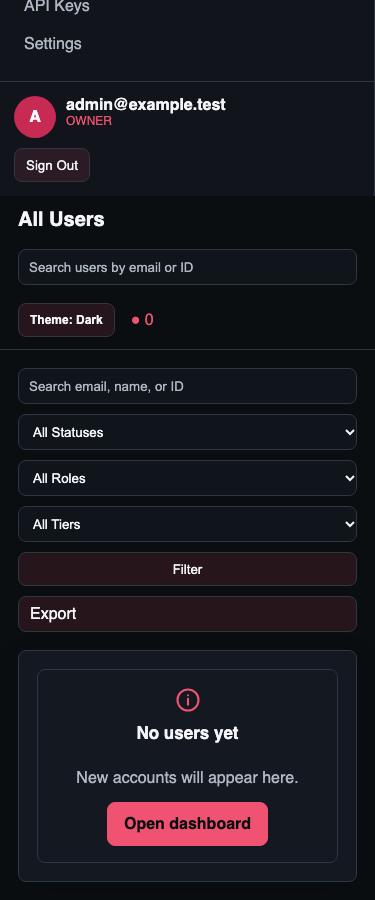 API Keys
Settings
A
admin@example.test
OWNER
Sign Out
All Users
Search users by email or ID
Theme: Dark
0
Search email, name, or ID
All Statuses
All Roles
All Tiers
Filter
Export
No users yet
New accounts will appear here.
Open dashboard